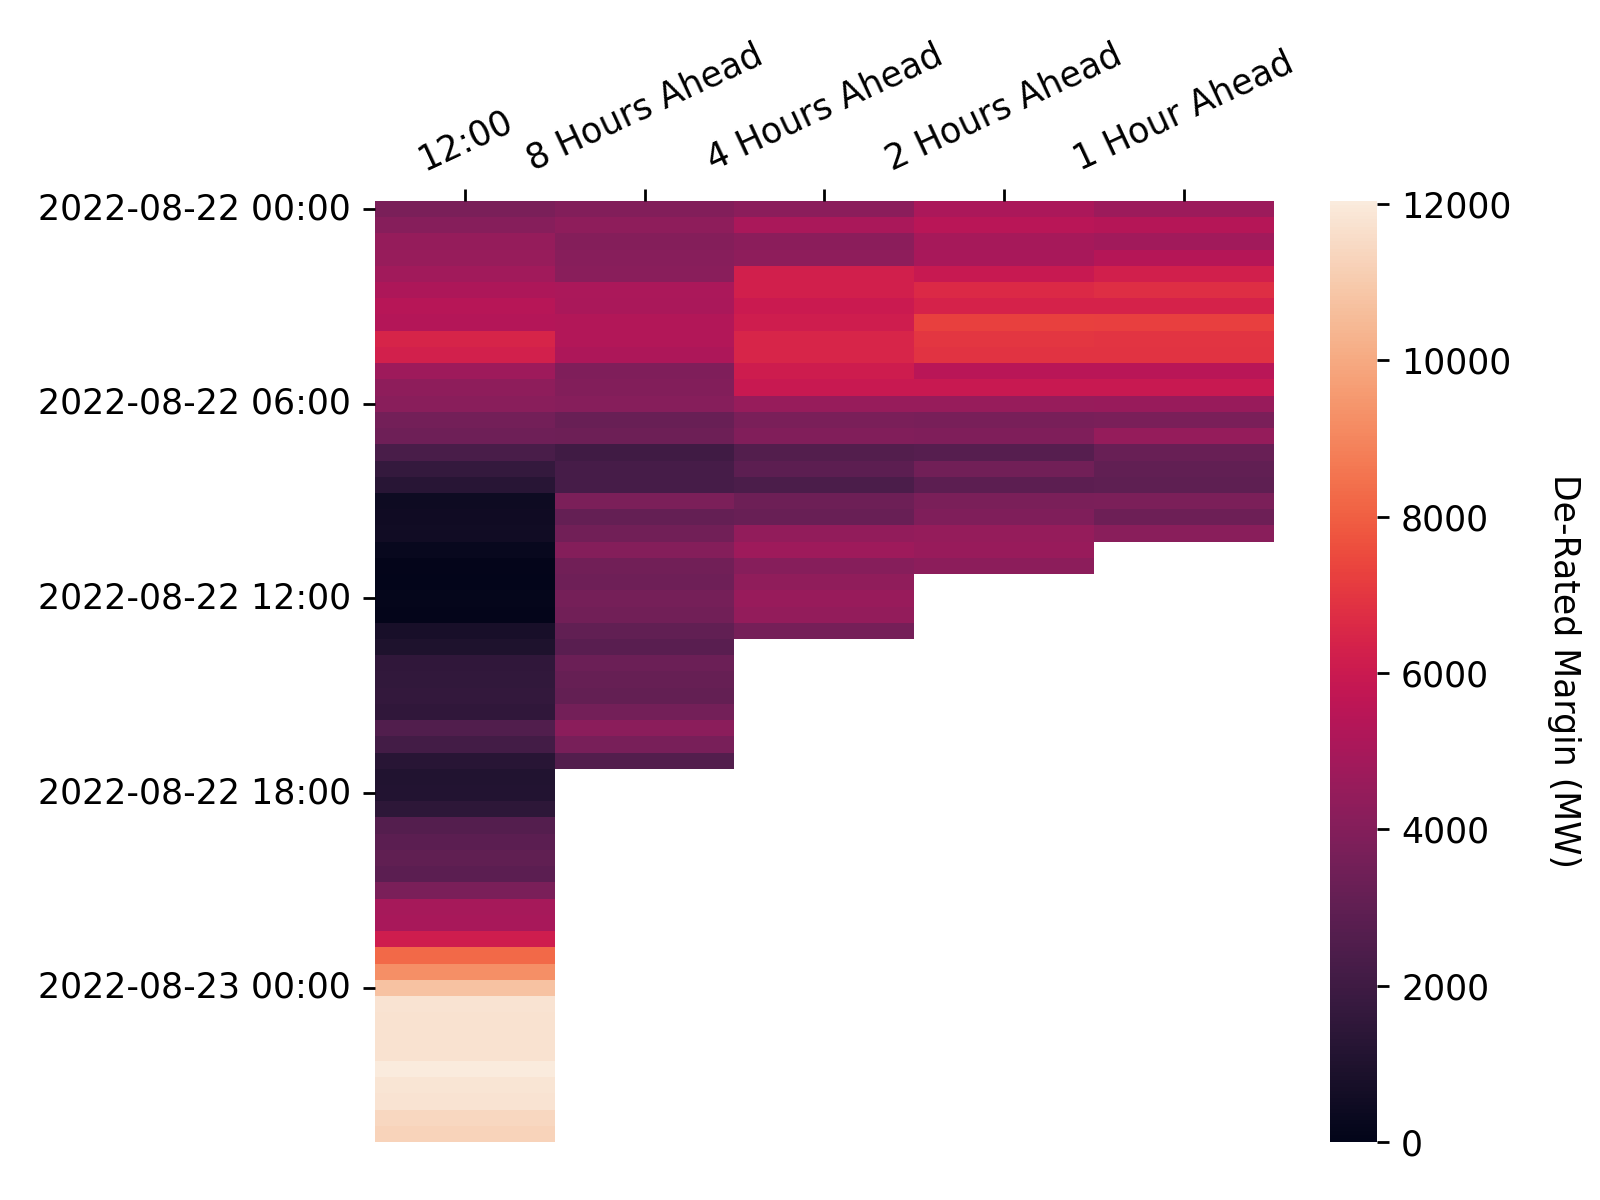 12:00
8 Hours Ahead
4 Hours Ahead
2 Hours Ahead
1 Hour Ahead
2022-08-22 00:00
2022-08-22 06:00
2022-08-22 12:00
2022-08-22 18:00
2022-08-23 00:00
12000
10000
8000
6000
4000
2000
0
De-Rated Margin (MW)